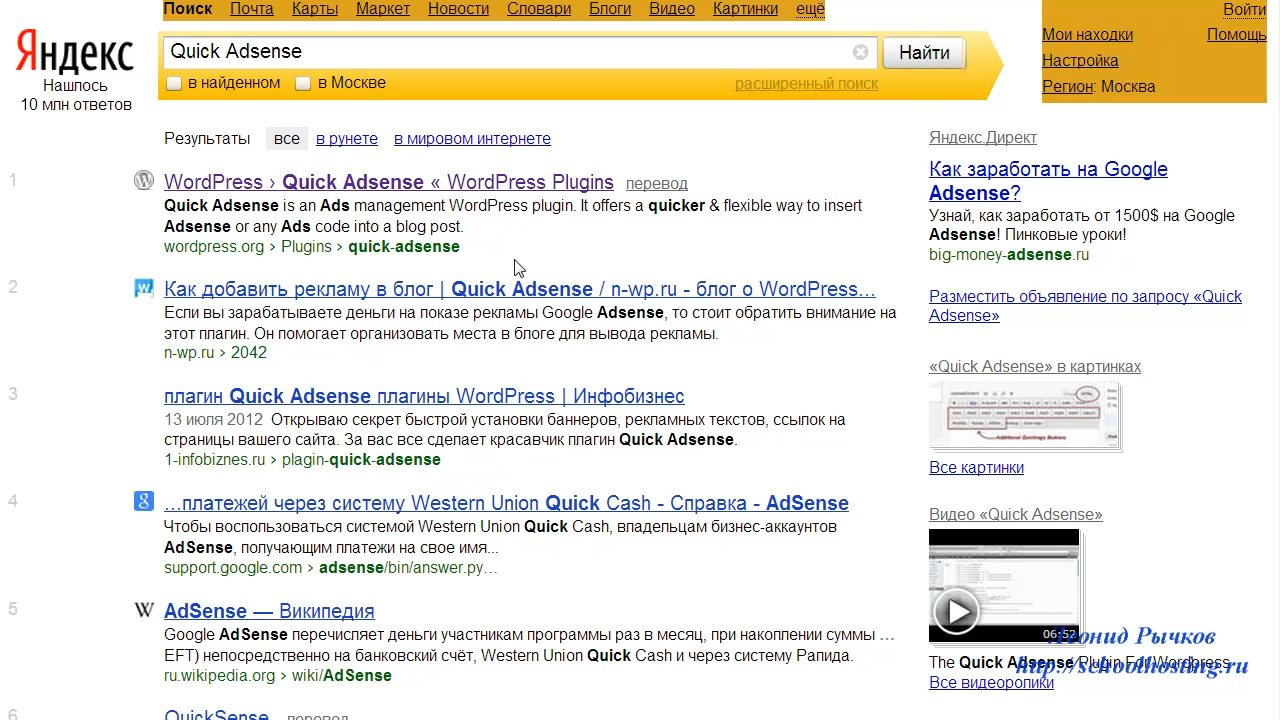 Поиск Почта Карты Маркет Новости Словари Блоги Видео Картинки ещё
Войти
Яндекс
Нашлось
10 млн ответов
Quick Adsense
Найти
в найденном в Москве расширенный поиск
Мои находки Помощь
Настройка
Регион: Москва
Результаты все в рунете в мировом интернете
1
WordPress › Quick Adsense « WordPress Plugins перевод
Quick Adsense is an Ads management WordPress plugin. It offers a quicker & flexible way to insert
Adsense or any Ads code into a blog post.
wordpress.org › Plugins › quick-adsense
2
Как добавить рекламу в блог | Quick Adsense / n-wp.ru - блог о WordPress…
Если вы зарабатываете деньги на показе рекламы Google Adsense, то стоит обратить внимание на
этот плагин. Он помогает организовать места в блоге для вывода рекламы.
n-wp.ru › 2042
3
плагин Quick Adsense плагины WordPress | Инфобизнес
13 июля 2012 Открываю секрет быстрой установки баннеров, рекламных текстов, ссылок на
страницы вашего сайта. За вас все сделает красавчик плагин Quick Adsense.
1-infobiznes.ru › plagin-quick-adsense
4
…платежей через систему Western Union Quick Cash - Справка - AdSense
Чтобы воспользоваться системой Western Union Quick Cash, владельцам бизнес-аккаунтов
AdSense, получающим платежи на свое имя...
support.google.com › adsense/bin/answer.py…
5
AdSense — Википедия
Google AdSense перечисляет деньги участникам программы раз в месяц, при накоплении суммы …
EFT) непосредственно на банковский счёт, Western Union Quick Cash и через систему Рапида.
ru.wikipedia.org › wiki/AdSense
6
QuickSense перевод
Яндекс.Директ
Как заработать на Google
Adsense?
Узнай, как заработать от 1500$ на Google
Adsense! Пинковые уроки!
big-money-adsense.ru
Разместить объявление по запросу «Quick
Adsense»
«Quick Adsense» в картинках
Все картинки
Видео «Quick Adsense»
06:52
Леонид Рычков
The Quick Adsense Plugin For Wordpress
http://schoolhosting.ru
Все видеоролики